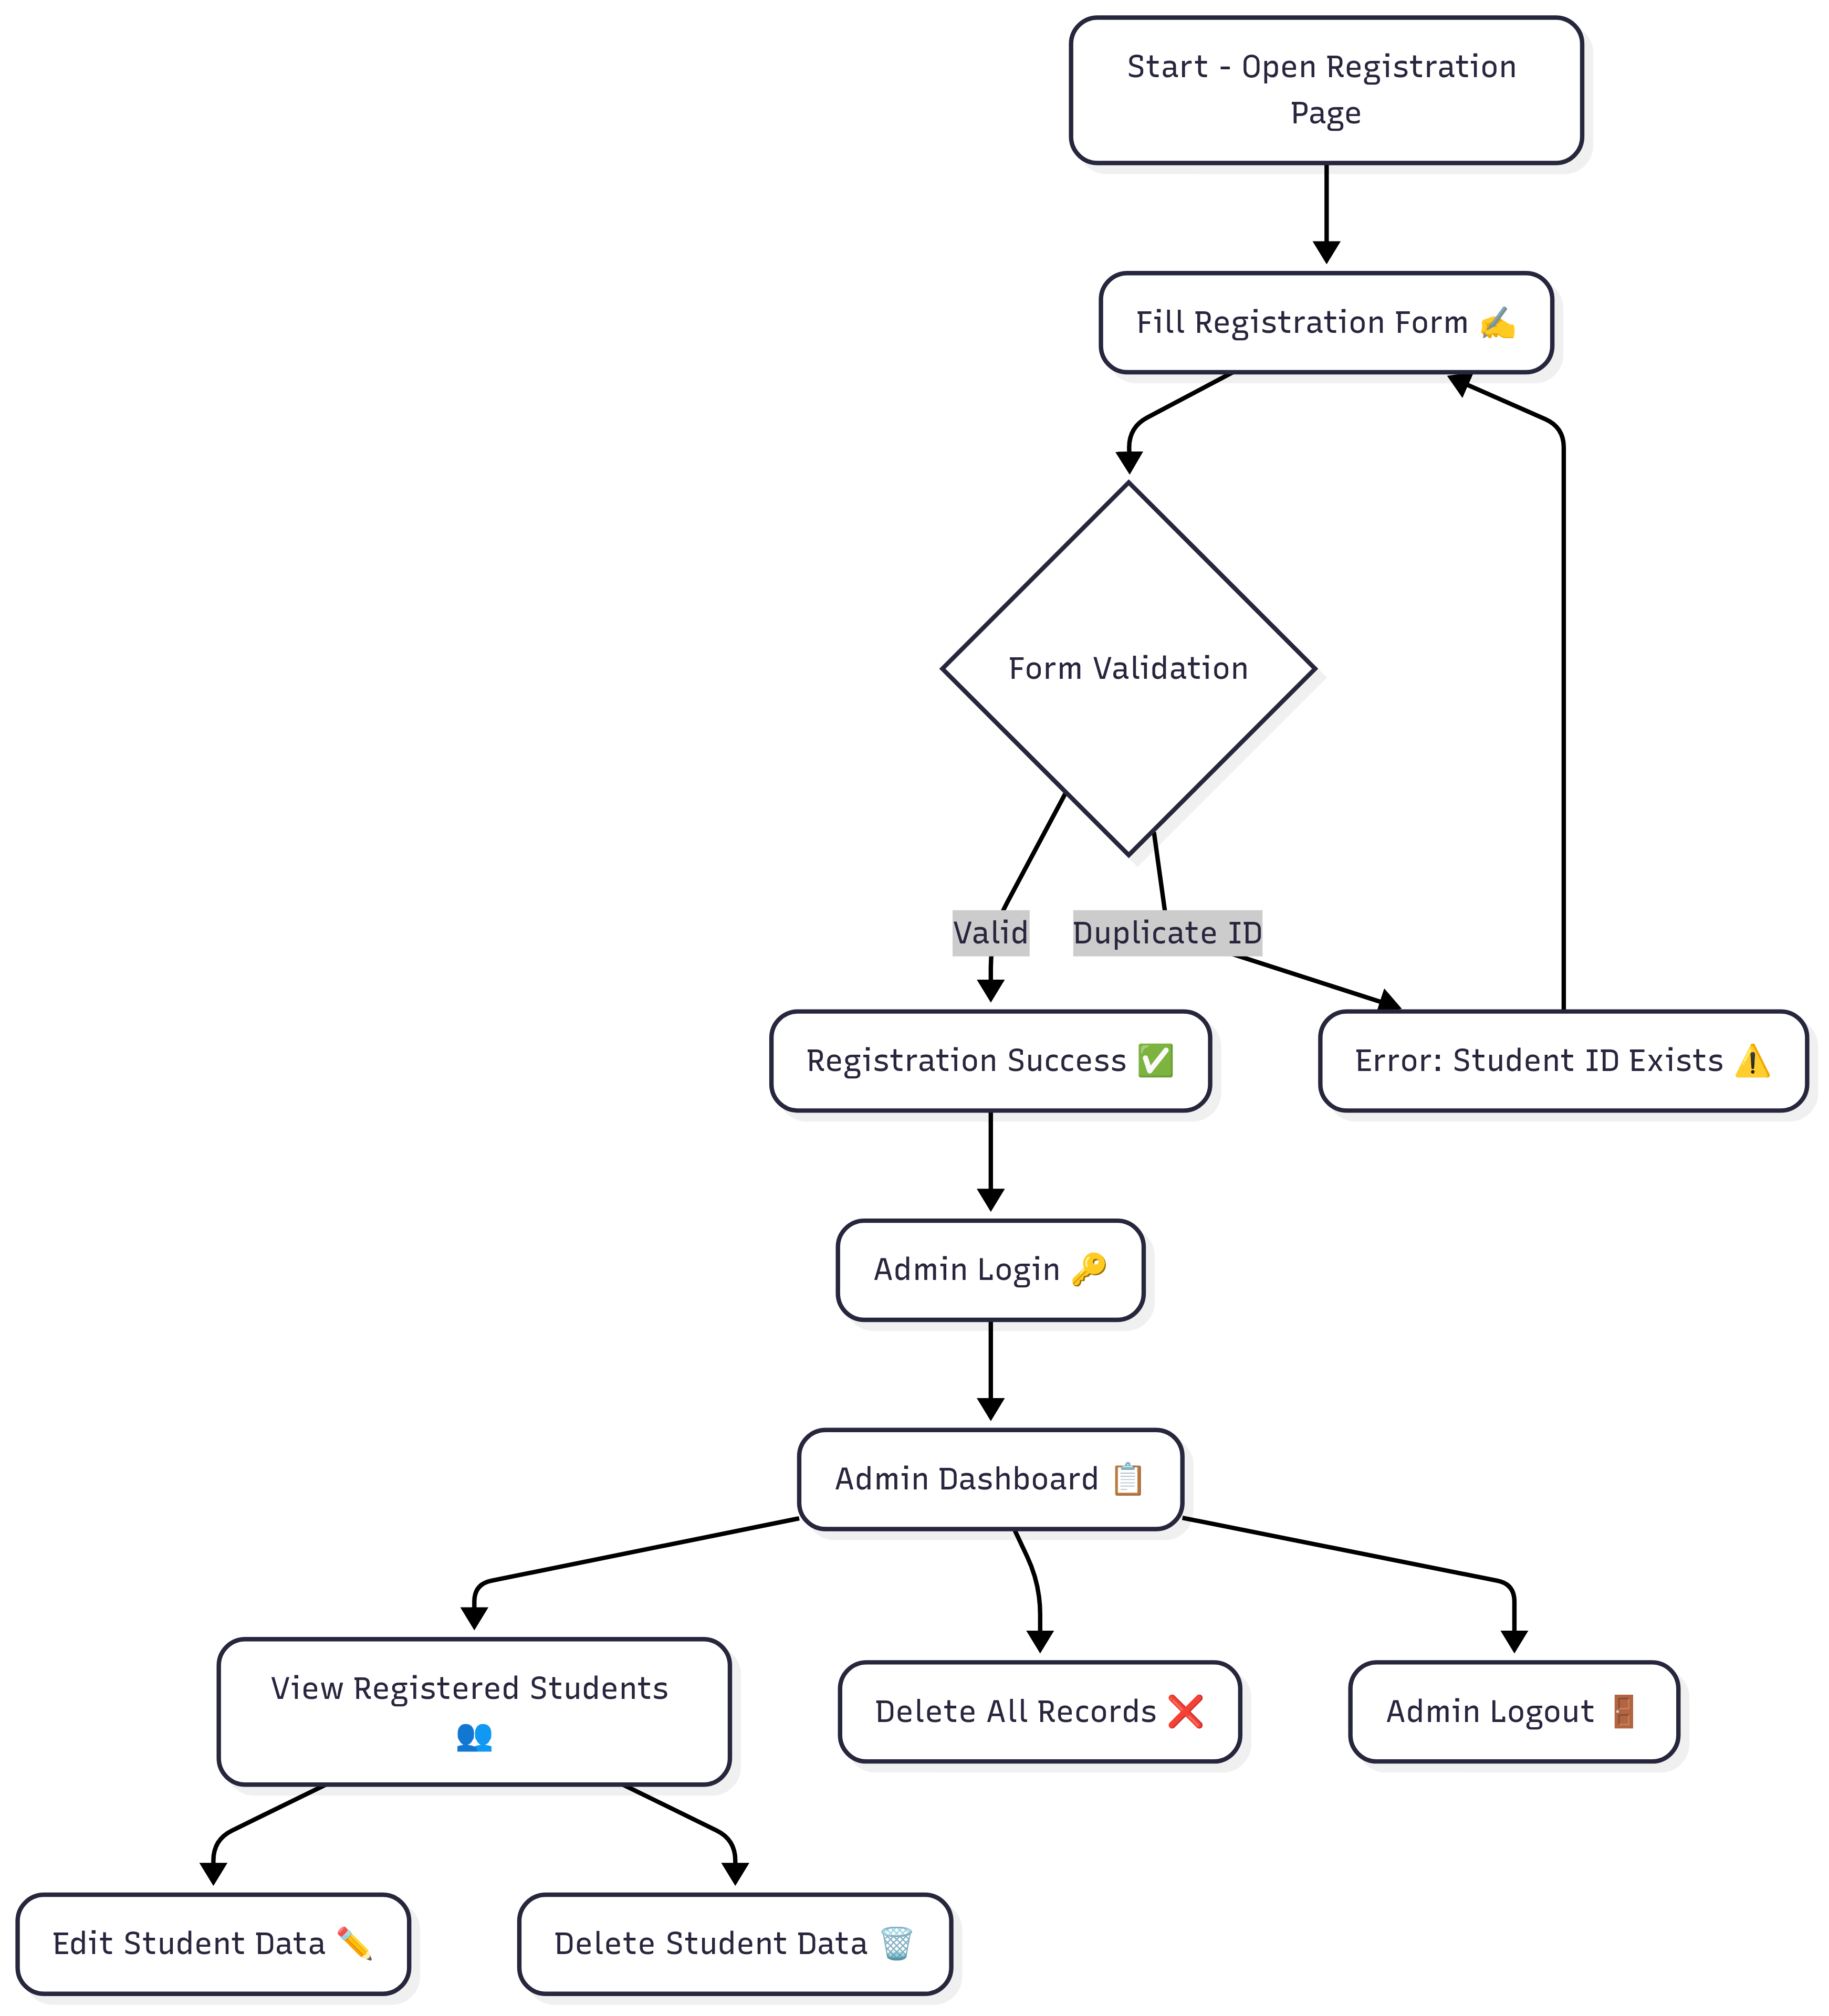 Start - Open Registration
Page
Fill Registration Form ✍️
Form Validation
Valid
Duplicate ID
Registration Success ✅
Error: Student ID Exists ⚠️
Admin Login 🔑
Admin Dashboard 📋
View Registered Students
👥
Delete All Records ❌
Admin Logout 🚪
Edit Student Data ✏️
Delete Student Data 🗑️